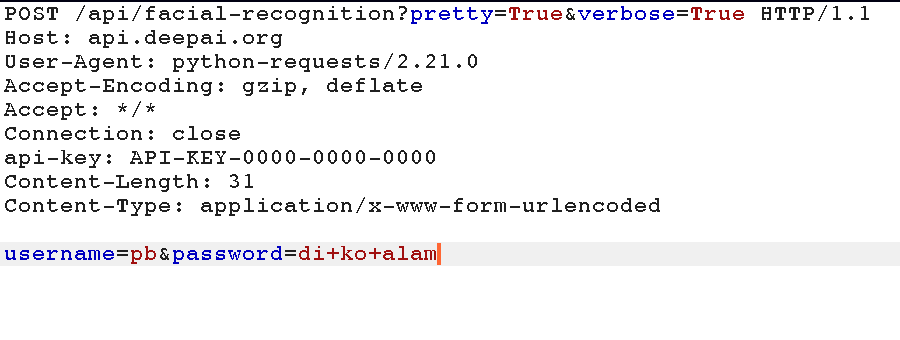 POST /api/facial-recognition?pretty=True&verbose=True HTTP/1.1
Host: api.deepai.org
User-Agent: python-requests/2.21.0
Accept-Encoding: gzip, deflate
Accept: */*
Connection: close
api-key: API-KEY-0000-0000-0000
Content-Length: 31
Content-Type: application/x-www-form-urlencoded
username=pb&password=di+ko+alam